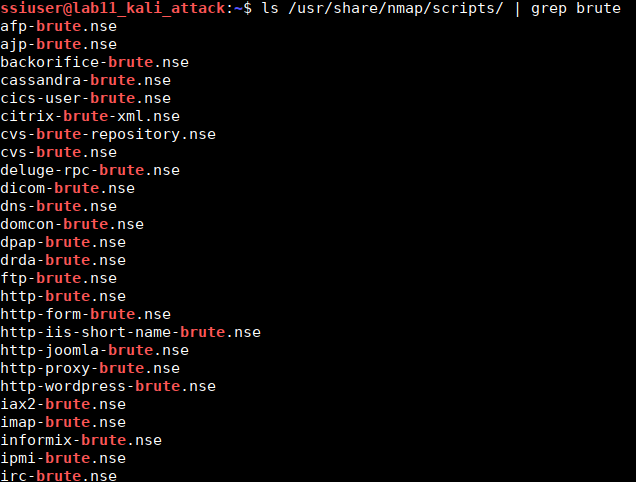 ssiuser@lab11_kali_attack:~$ ls /usr/share/nmap/scripts/ | grep brute
afp-brute.nse
ajp-brute.nse
backorifice-brute.nse
cassandra-brute.nse
cics-user-brute.nse
citrix-brute-xml.nse
cvs-brute-repository.nse
cvs-brute.nse
deluge-rpc-brute.nse
dicom-brute.nse
dns-brute.nse
domcon-brute.nse
dpap-brute.nse
drda-brute.nse
ftp-brute.nse
http-brute.nse
http-form-brute.nse
http-iis-short-name-brute.nse
http-joomla-brute.nse
http-proxy-brute.nse
http-wordpress-brute.nse
iax2-brute.nse
imap-brute.nse
informix-brute.nse
ipmi-brute.nse
irc-brute.nse